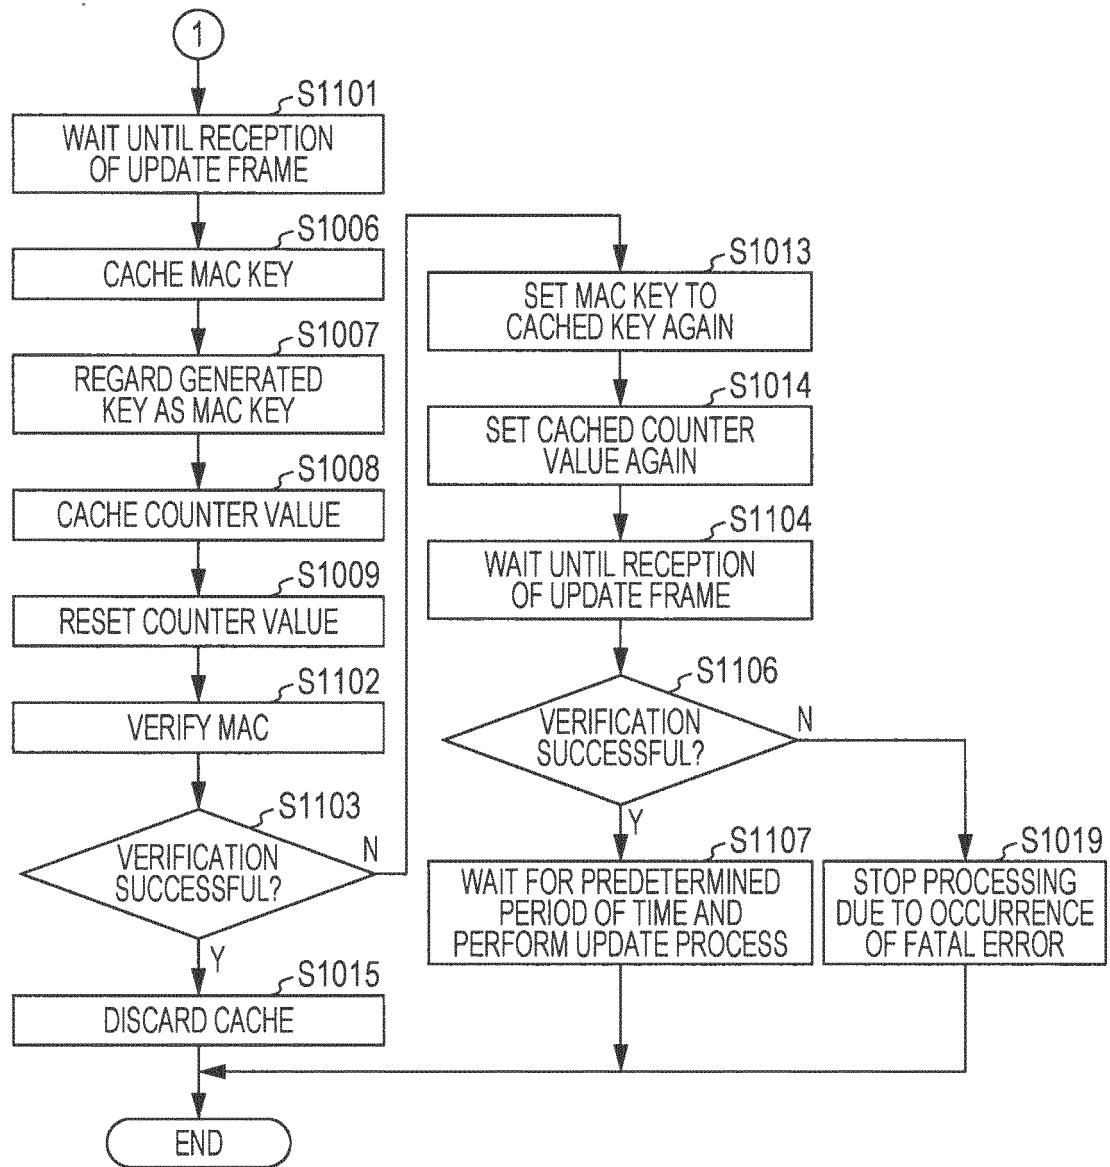 1
S1101
WAIT UNTIL RECEPTION
OF UPDATE FRAME
S1006
CACHE MAC KEY
S1007
REGARD GENERATED
KEY AS MAC KEY
S1008
CACHE COUNTER VALUE
S1009
RESET COUNTER VALUE
S1102
VERIFY MAC
S1103
VERIFICATION
SUCCESSFUL?
N
Y
S1015
DISCARD CACHE
S1013
SET MAC KEY TO
CACHED KEY AGAIN
S1014
SET CACHED COUNTER
VALUE AGAIN
S1104
WAIT UNTIL RECEPTION
OF UPDATE FRAME
S1106
VERIFICATION
SUCCESSFUL?
N
Y
S1107
WAIT FOR PREDETERMINED
PERIOD OF TIME AND
PERFORM UPDATE PROCESS
S1019
STOP PROCESSING
DUE TO OCCURRENCE
OF FATAL ERROR
END